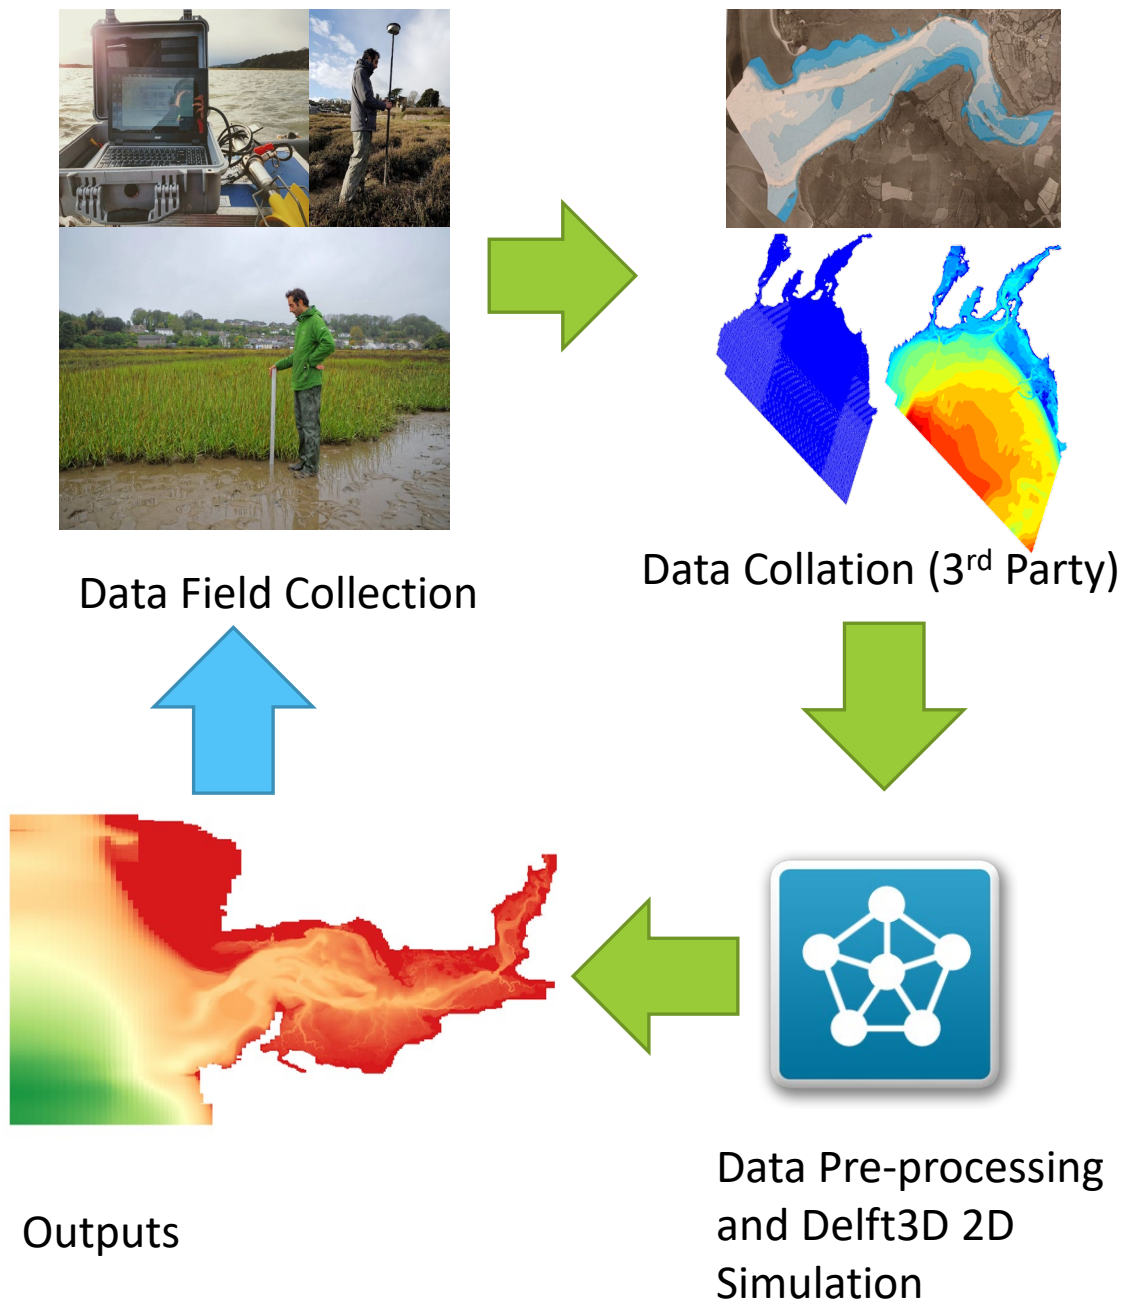 Data Field Collection
Data Collation (3rd Party)
Data Pre-processing
and Delft3D 2D
Simulation
Outputs